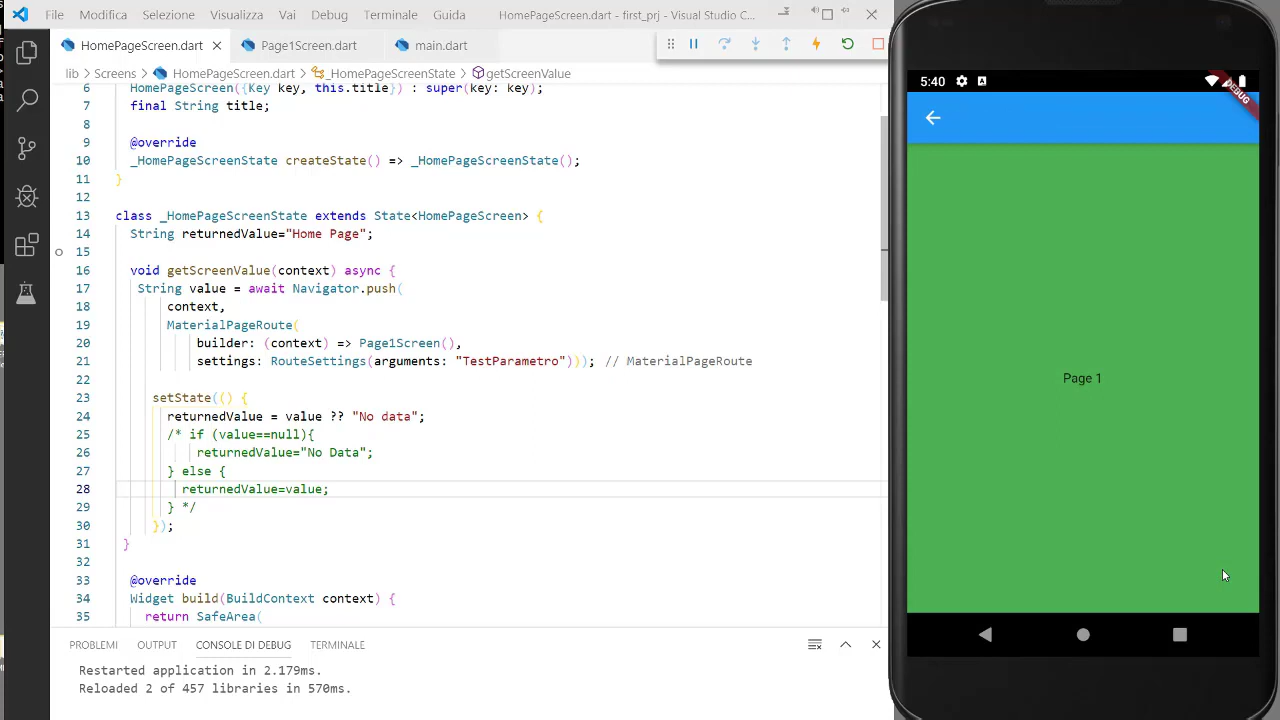 File Modifica Selezione Visualizza Vai Debug Terminale Guida HomePageScreen.dart - first_prj - Visual Studio C...
HomePageScreen.dart Page1Screen.dart main.dart
lib > Screens > HomePageScreen.dart > _HomePageScreenState > getScreenValue
6 HomePageScreen({Key key, this.title}) : super(key: key);
7 final String title;
8
9 @override
10 _HomePageScreenState createState() => _HomePageScreenState();
11 }
12
13 class _HomePageScreenState extends State<HomePageScreen> {
14 String returnedValue="Home Page";
15
16 void getScreenValue(context) async {
17 String value = await Navigator.push(
18 context,
19 MaterialPageRoute(
20 builder: (context) => Page1Screen(),
21 settings: RouteSettings(arguments: "TestParametro"))); // MaterialPageRoute
22
23 setState(() {
24 returnedValue = value ?? "No data";
25 /* if (value==null){
26 returnedValue="No Data";
27 } else {
28 returnedValue=value;
29 } */
30 });
31 }
32
33 @override
34 Widget build(BuildContext context) {
35 return SafeArea(
PROBLEMI OUTPUT CONSOLE DI DEBUG TERMINALE
Restarted application in 2.179ms.
Reloaded 2 of 457 libraries in 570ms.
5:40
DEBUG
Page 1